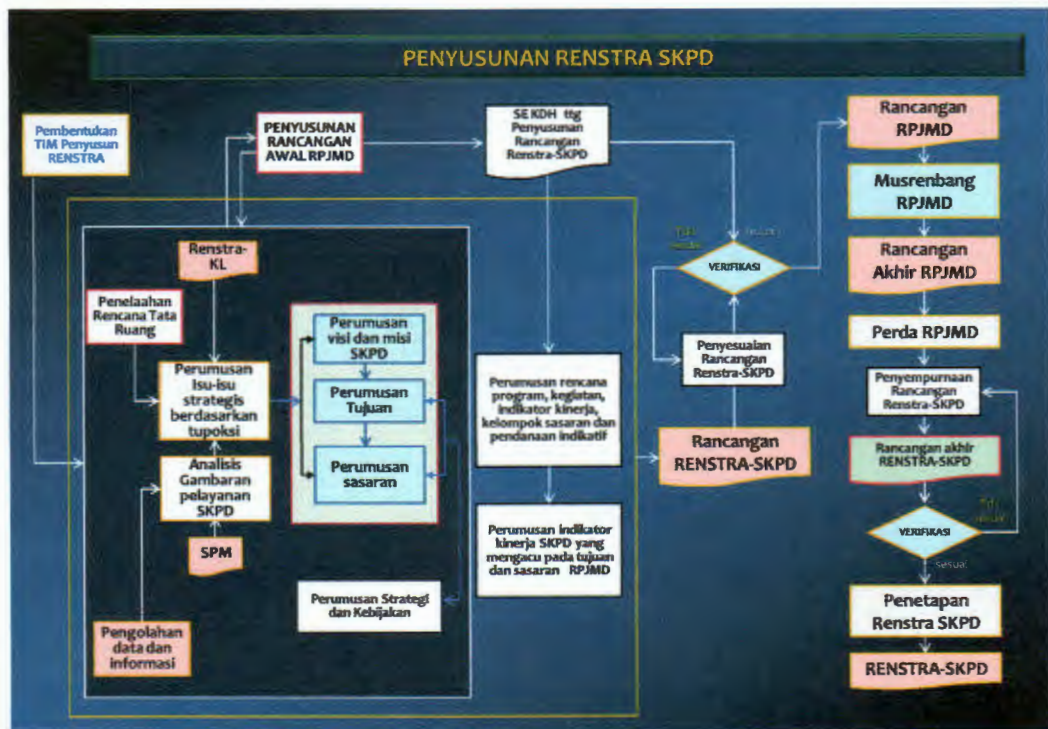 PENYUSUNAN RENSTRA SKPD
Pembentukan
TIM Penyusun
RENSTRA
PENYUSUNAN
RANCANGAN
AWAL RPJMD
SE KDH ttg
Penyusunan
Rancangan
Renstra-SKPD
Renstra-
KL
Penelaahan
Rencana Tata
Ruang
Perumusan
Isu-isu
strategis
berdasarkan
tupoksi
Analisis
Gambaran
pelayanan
SKPD
SPM
Pengolahan
data dan
informasi
Perumusan
visi dan misi
SKPD
Perumusan
Tujuan
Perumusan
sasaran
Perumusan Strategi
dan Kebijakan
Perumusan rencana
program, kegiatan,
indikator kinerja,
kelompok sasaran dan
pendanaan indikatif
Perumusan indikator
kinerja SKPD yang
mengacu pada tujuan
dan sasaran RPJMD
sesuai
VERIFIKASI
Penyesuaian
Rancangan
Renstra-SKPD
Rancangan
RENSTRA-SKPD
Rancangan
RPJMD
Musrenbang
RPJMD
Rancangan
Akhir RPJMD
Perda RPJMD
Penyempurnaan
Rancangan
Renstra-SKPD
Rancangan akhir
RENSTRA-SKPD
VERIFIKASI
sesuai
Penetapan
Renstra SKPD
RENSTRA-SKPD